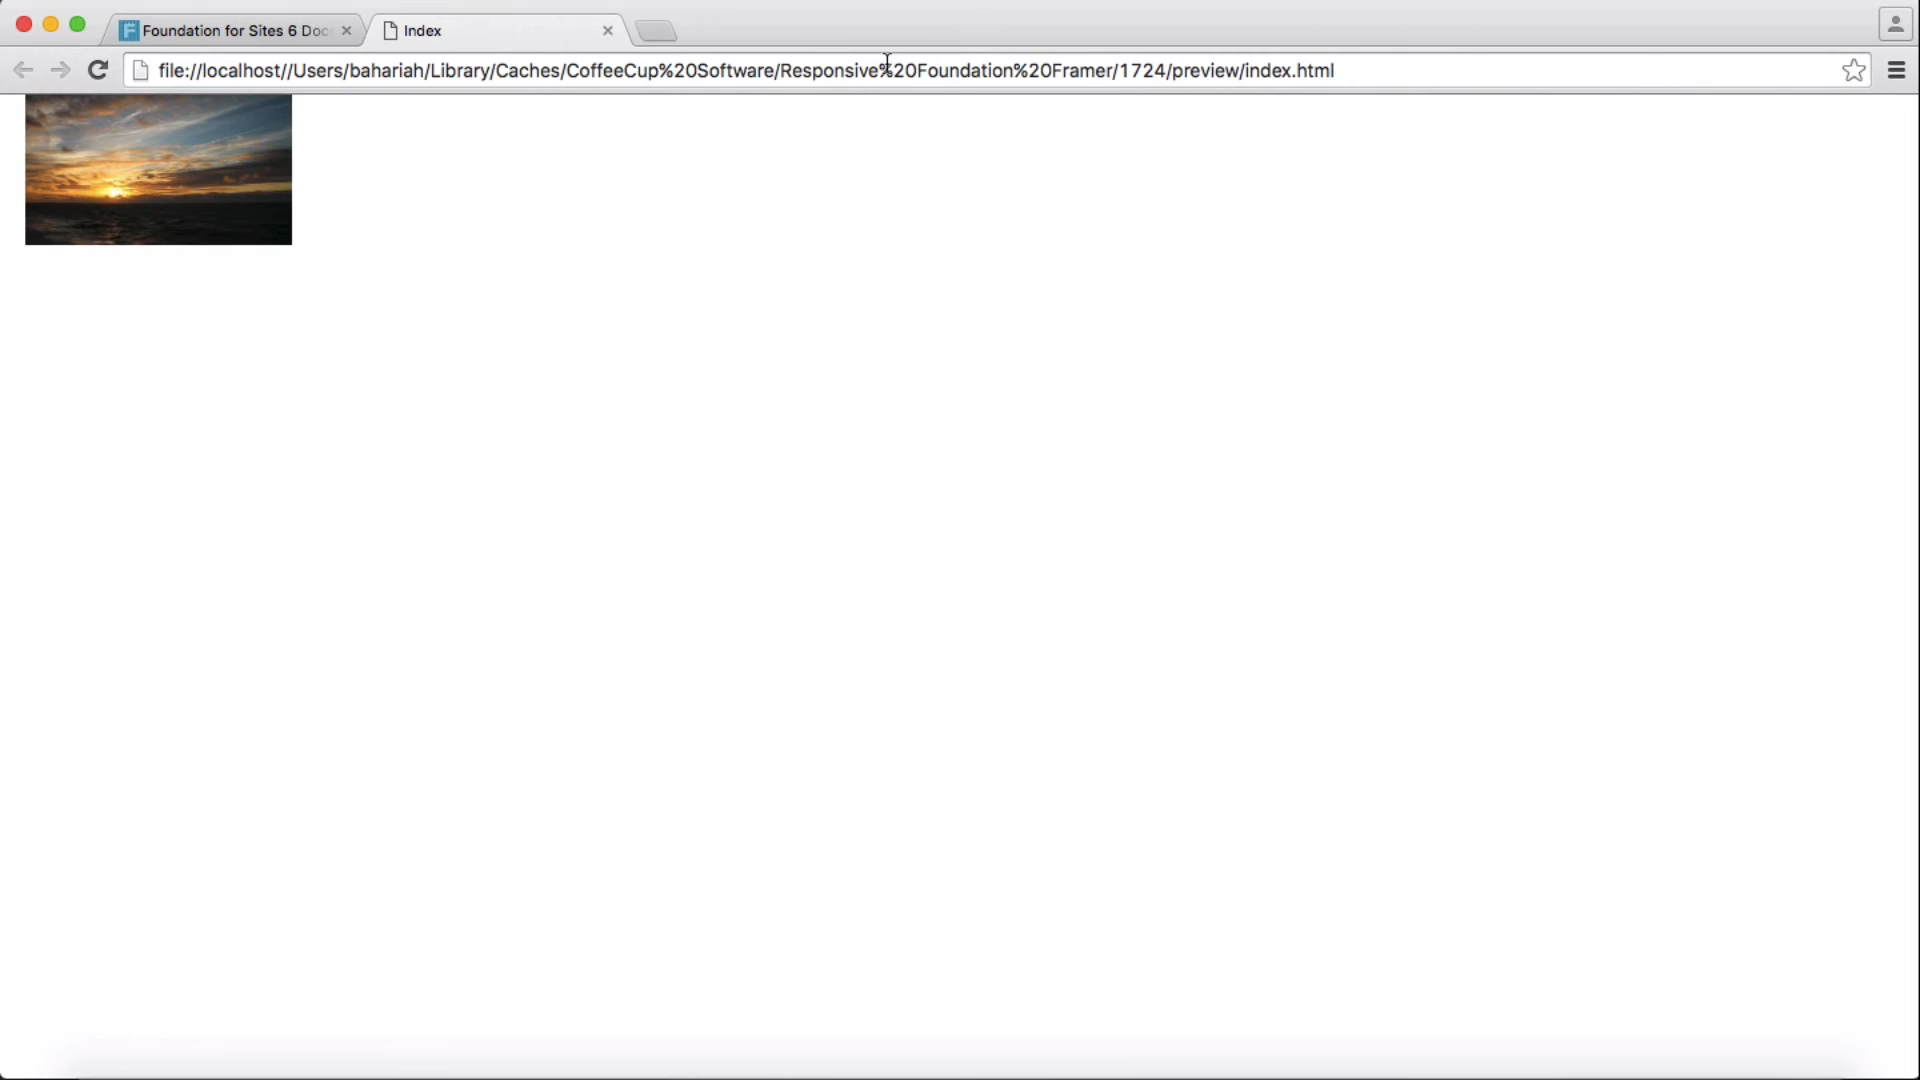 Foundation for Sites 6 Doc
Index
file://localhost//Users/bahariah/Library/Caches/CoffeeCup%20Software/Responsive%20Foundation%20Framer/1724/preview/index.html